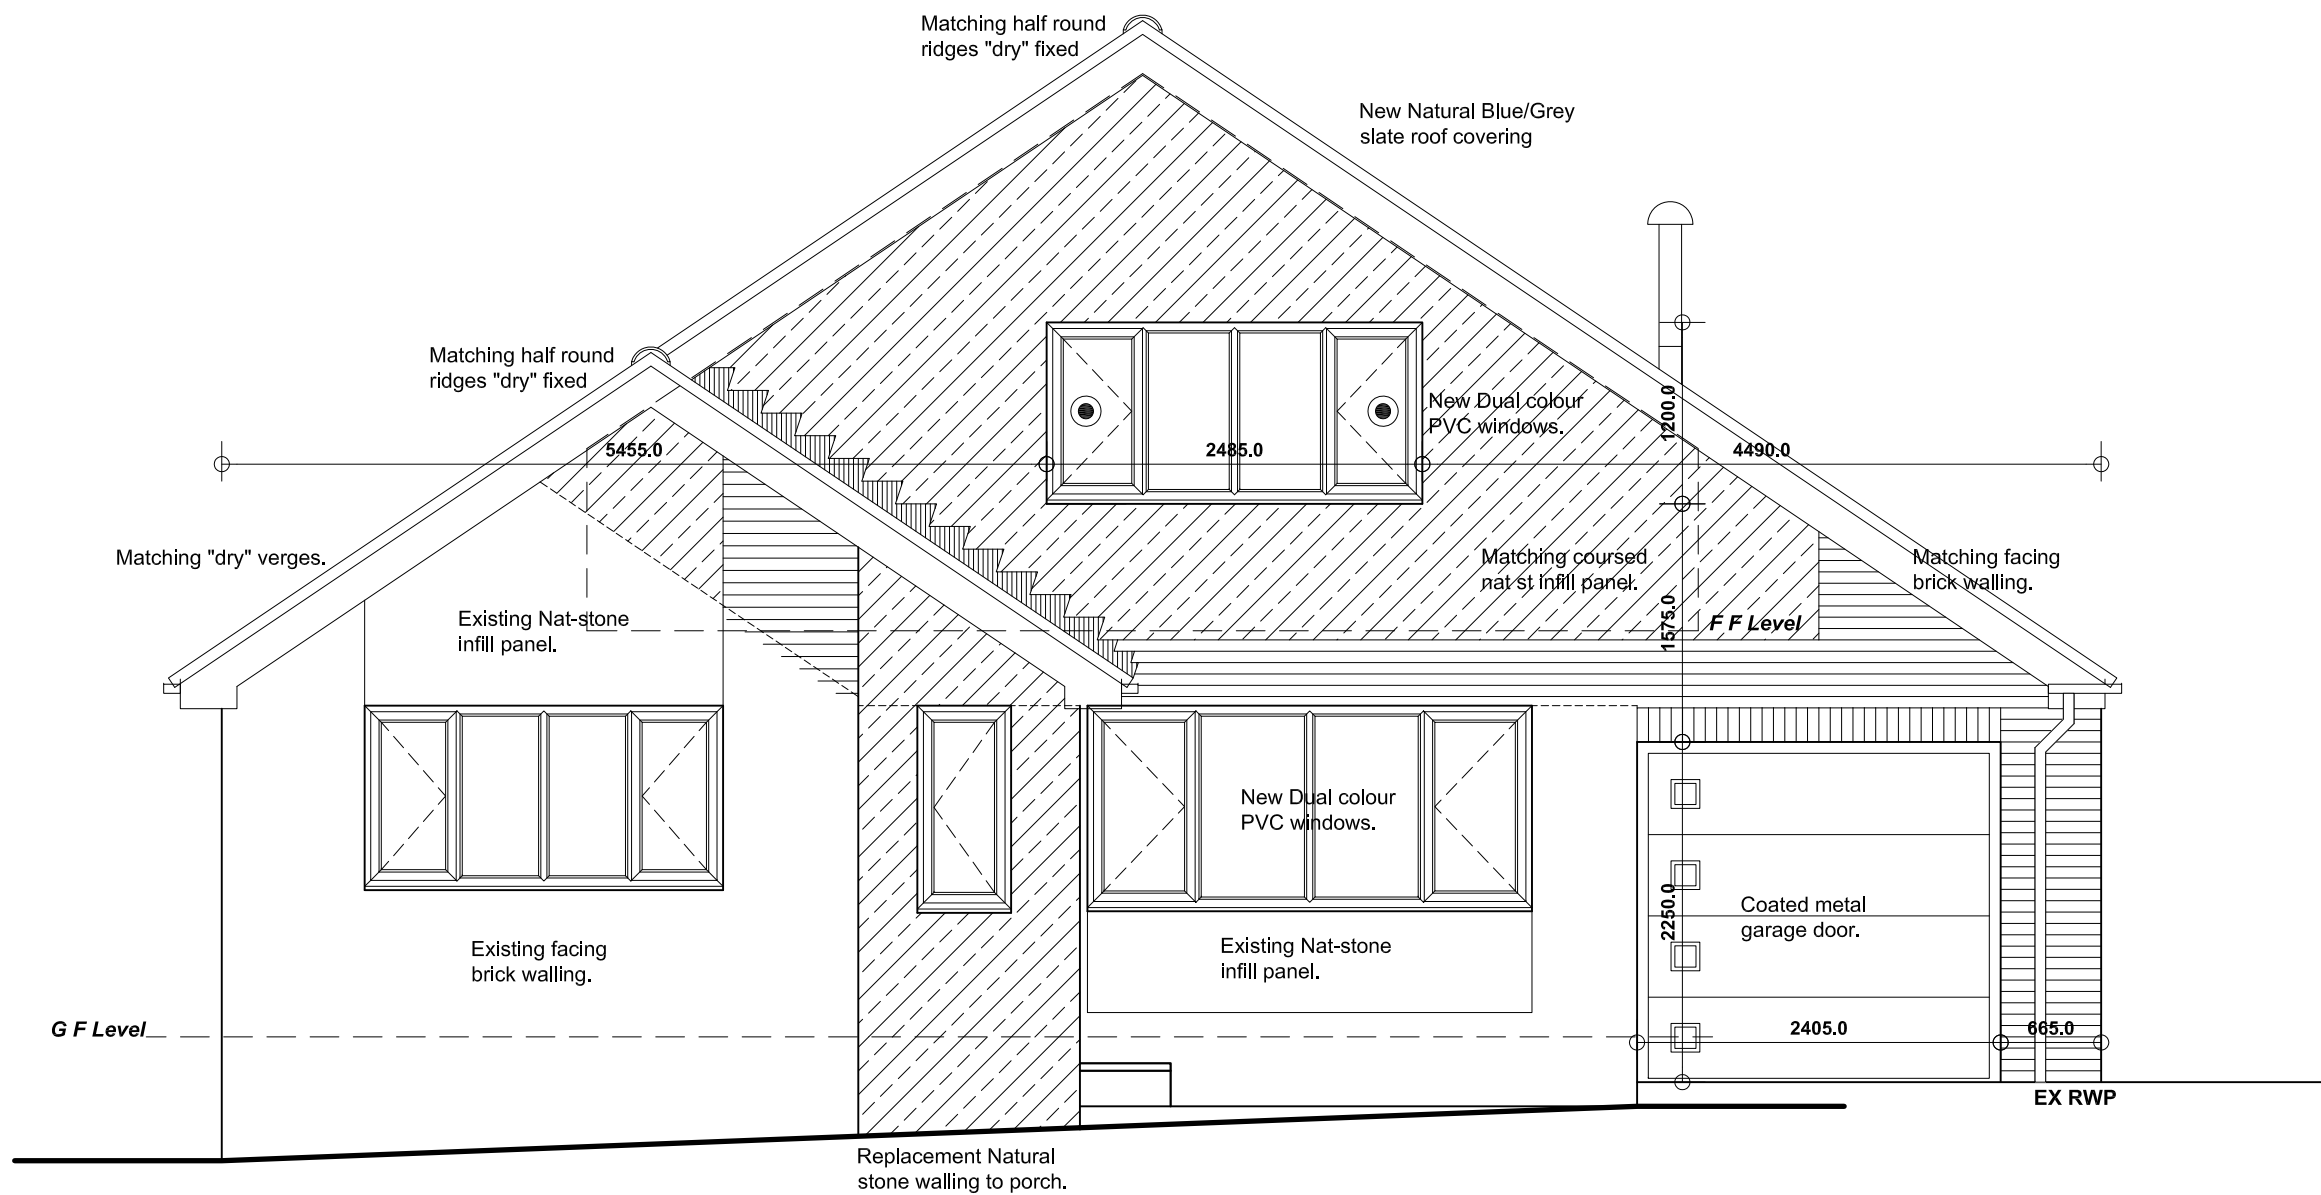 Matching half round
ridges "dry" fixed
New Natural Blue/Grey
slate roof covering
Matching half round
ridges "dry" fixed
New Dual colour
PVC windows.
1200.0
5455.0
2485.0
4490.0
Matching "dry" verges.
Matching coursed
nat st infill panel.
Matching facing
brick walling.
Existing Nat-stone
infill panel.
1575.0
F F Level
New Dual colour
PVC windows.
2250.0
Coated metal
garage door.
Existing facing
brick walling.
Existing Nat-stone
infill panel.
G F Level
2405.0
665.0
EX RWP
Replacement Natural
stone walling to porch.